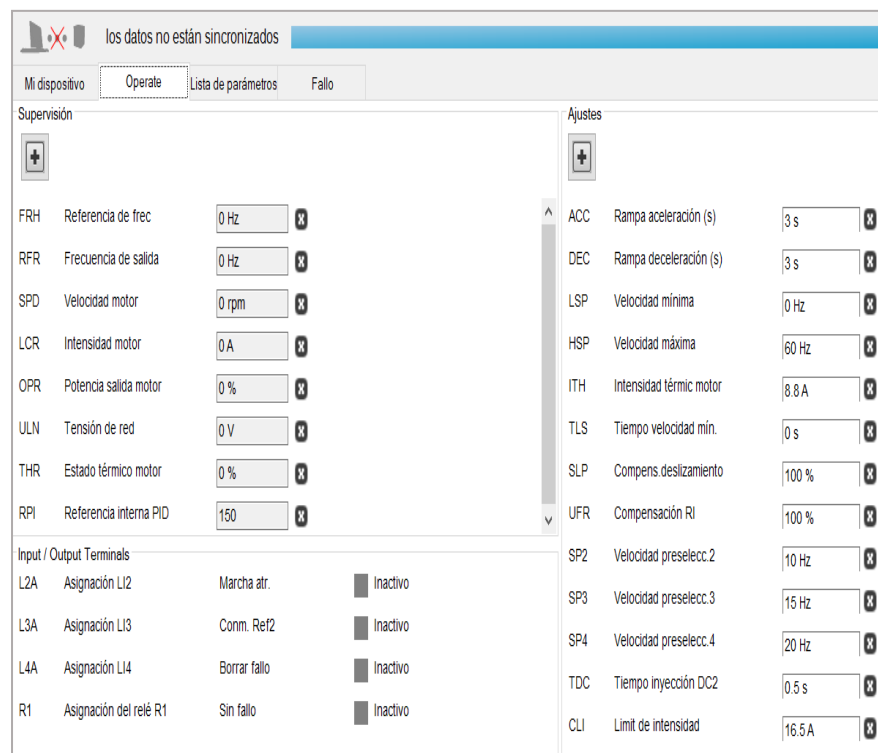 los datos no están sincronizados
Mi dispositivo Operate Lista de parámetros Fallo
Supervisión
FRH Referencia de frec 0 Hz
RFR Frecuencia de salida 0 Hz
SPD Velocidad motor 0 rpm
LCR Intensidad motor 0 A
OPR Potencia salida motor 0 %
ULN Tensión de red 0 V
THR Estado térmico motor 0 %
RPI Referencia interna PID 150
Input / Output Terminals
L2A Asignación LI2 Marcha atr. Inactivo
L3A Asignación LI3 Conm. Ref2 Inactivo
L4A Asignación LI4 Borrar fallo Inactivo
R1 Asignación del relé R1 Sin fallo Inactivo
Ajustes
ACC Rampa aceleración (s) 3 s
DEC Rampa deceleración (s) 3 s
LSP Velocidad mínima 0 Hz
HSP Velocidad máxima 60 Hz
ITH Intensidad térmic motor 8.8 A
TLS Tiempo velocidad mín. 0 s
SLP Compens.deslizamiento 100 %
UFR Compensación RI 100 %
SP2 Velocidad preselecc.2 10 Hz
SP3 Velocidad preselecc.3 15 Hz
SP4 Velocidad preselecc.4 20 Hz
TDC Tiempo inyección DC2 0.5 s
CLI Limit de intensidad 16.5 A